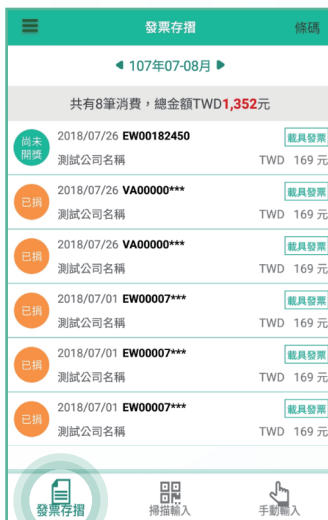 發票存摺 條碼
107年07-08月
共有8筆消費，總金額TWD1,352元
尚未開獎 2018/07/26 EW00182450 載具發票
測試公司名稱 TWD 169 元
已捐 2018/07/26 VA00000*** 載具發票
測試公司名稱 TWD 169 元
已捐 2018/07/26 VA00000*** 載具發票
測試公司名稱 TWD 169 元
已捐 2018/07/01 EW00007*** 載具發票
測試公司名稱 TWD 169 元
已捐 2018/07/01 EW00007*** 載具發票
測試公司名稱 TWD 169 元
已捐 2018/07/01 EW00007*** 載具發票
測試公司名稱 TWD 169 元
發票存摺 掃描輸入 手動輸入